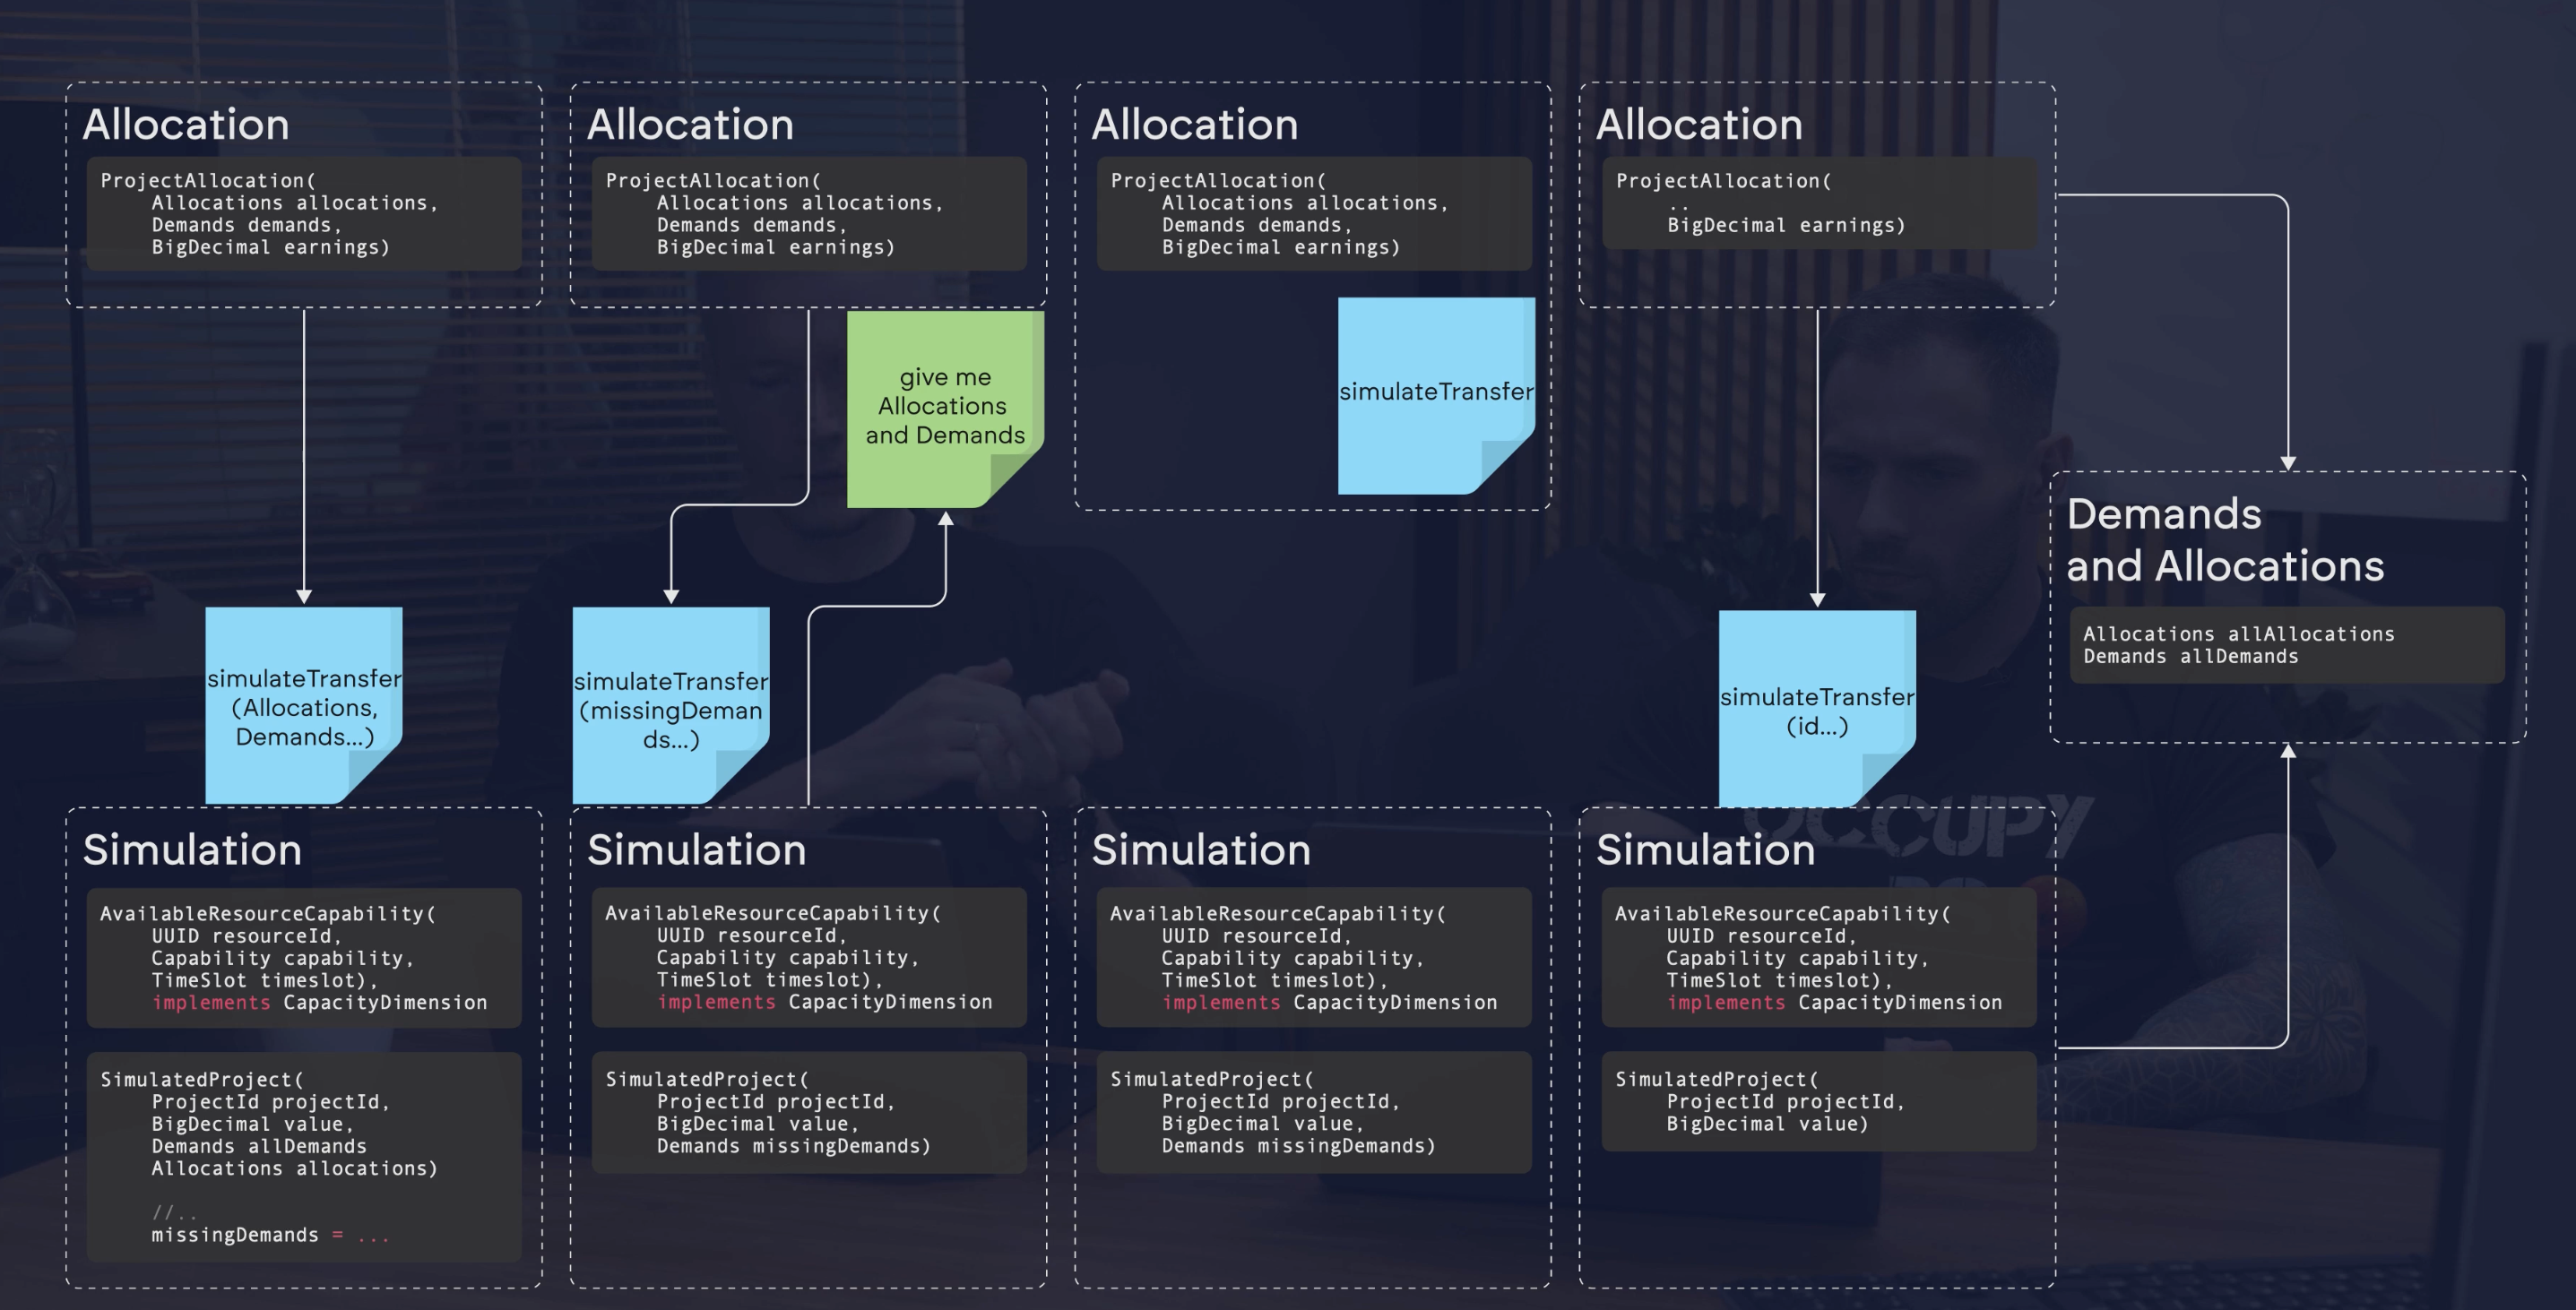 Allocation
ProjectAllocation(
Allocations allocations,
Demands demands,
BigDecimal earnings)
simulateTransfer
(Allocations,
Demands...)
Simulation
AvailableResourceCapability(
UUID resourceId,
Capability capability,
TimeSlot timeslot),
implements CapacityDimension
SimulatedProject(
ProjectId projectId,
BigDecimal value,
Demands allDemands
Allocations allocations)
//..
missingDemands = ...
Allocation
ProjectAllocation(
Allocations allocations,
Demands demands,
BigDecimal earnings)
give me
Allocations
and Demands
simulateTransfer
(missingDeman
ds...)
Simulation
AvailableResourceCapability(
UUID resourceId,
Capability capability,
TimeSlot timeslot),
implements CapacityDimension
SimulatedProject(
ProjectId projectId,
BigDecimal value,
Demands missingDemands)
Allocation
ProjectAllocation(
Allocations allocations,
Demands demands,
BigDecimal earnings)
simulateTransfer
Simulation
AvailableResourceCapability(
UUID resourceId,
Capability capability,
TimeSlot timeslot),
implements CapacityDimension
SimulatedProject(
ProjectId projectId,
BigDecimal value,
Demands missingDemands)
Allocation
ProjectAllocation(
..
BigDecimal earnings)
simulateTransfer
(id...)
Simulation
AvailableResourceCapability(
UUID resourceId,
Capability capability,
TimeSlot timeslot),
implements CapacityDimension
SimulatedProject(
ProjectId projectId,
BigDecimal value)
Demands
and Allocations
Allocations allAllocations
Demands allDemands
OCCUPY